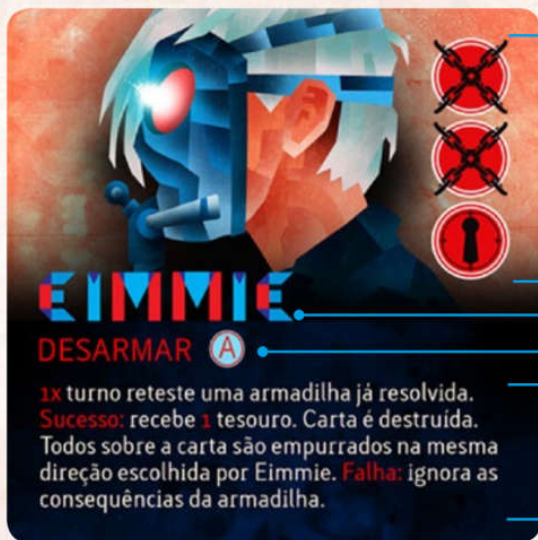 EIMMIE
DESARMAR A
1x turno reteste uma armadilha já resolvida.
Sucesso: recebe 1 tesouro. Carta é destruída.
Todos sobre a carta são empurrados na mesma
direção escolhida por Eimmie. Falha: ignora as
consequências da armadilha.